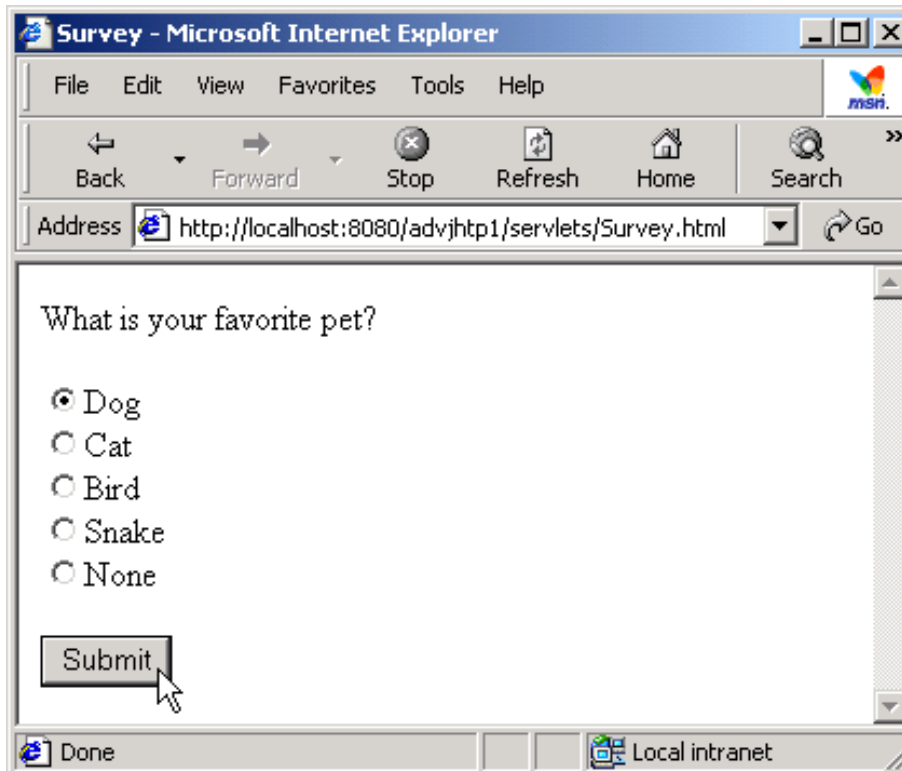 Survey - Microsoft Internet Explorer
File Edit View Favorites Tools Help
msn.
Back Forward Stop Refresh Home Search »
Address http://localhost:8080/advjhtp1/servlets/Survey.html Go
What is your favorite pet?
Dog
Cat
Bird
Snake
None
Submit
Done Local intranet